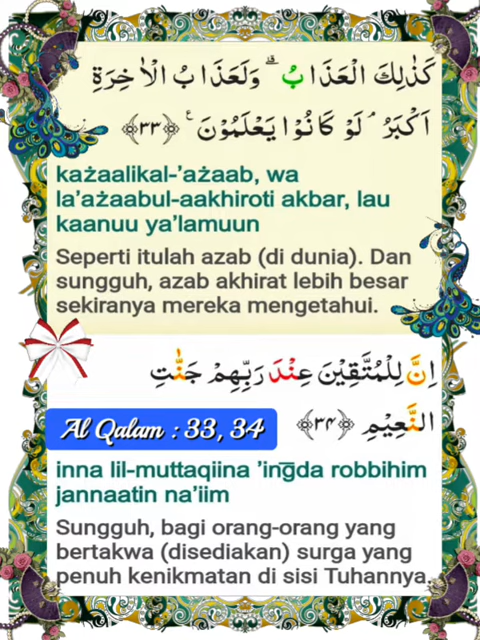 كَذٰلِكَ الْعَذَابُ ۗ وَلَعَذَابُ الْاٰخِرَةِ
اَكْبَرُ ۘ لَوْ كَانُوْا يَعْلَمُوْنَ ۙ ﴿٣٣﴾
każaalikal-’ażaab, wa
la’ażaabul-aakhiroti akbar, lau
kaanuu ya’lamuun
Seperti itulah azab (di dunia). Dan
sungguh, azab akhirat lebih besar
sekiranya mereka mengetahui.
اِنَّ لِلْمُتَّقِيْنَ عِنْدَ رَبِّهِمْ جَنّٰتِ
النَّعِيْمِ ﴿٣٤﴾
Al Qalam : 33, 34
inna lil-muttaqiina ’in͞gda robbihim
jannaatin na’iim
Sungguh, bagi orang-orang yang
bertakwa (disediakan) surga yang
penuh kenikmatan di sisi Tuhannya.